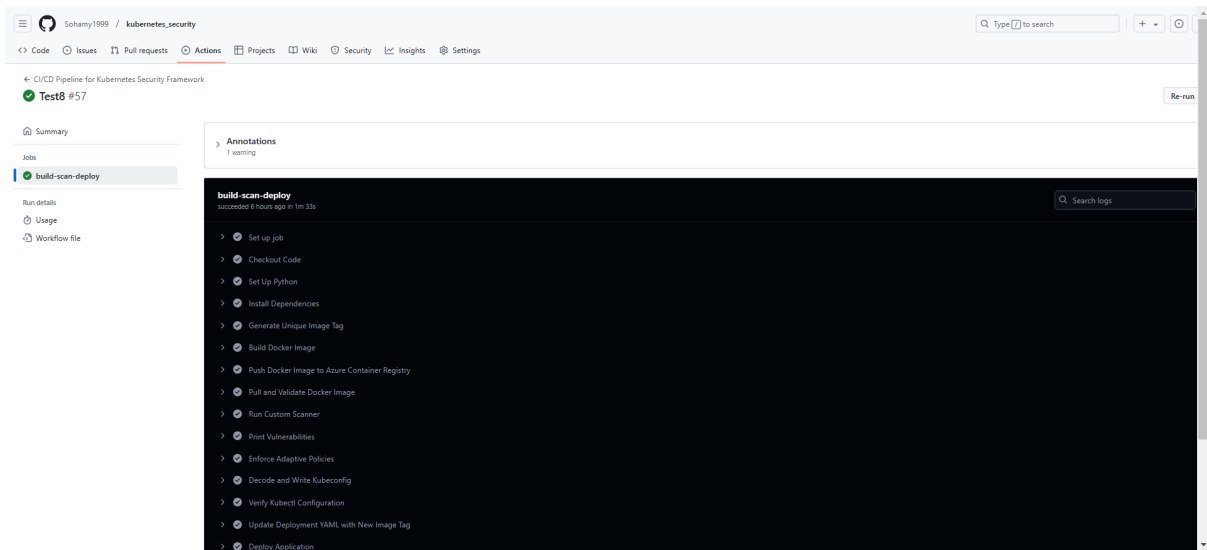 Sohamy1999 / kubernetes_security
Type / to search
Code Issues Pull requests Actions Projects Wiki Security Insights Settings
← CI/CD Pipeline for Kubernetes Security Framework
Test8 #57
Re-run
Summary
Jobs
build-scan-deploy
Run details
Usage
Workflow file
Annotations
1 warning
build-scan-deploy
succeeded 6 hours ago in 1m 33s
Search logs
Set up job
Checkout Code
Set Up Python
Install Dependencies
Generate Unique Image Tag
Build Docker Image
Push Docker Image to Azure Container Registry
Pull and Validate Docker Image
Run Custom Scanner
Print Vulnerabilities
Enforce Adaptive Policies
Decode and Write Kubeconfig
Verify Kubectl Configuration
Update Deployment YAML with New Image Tag
Deploy Application